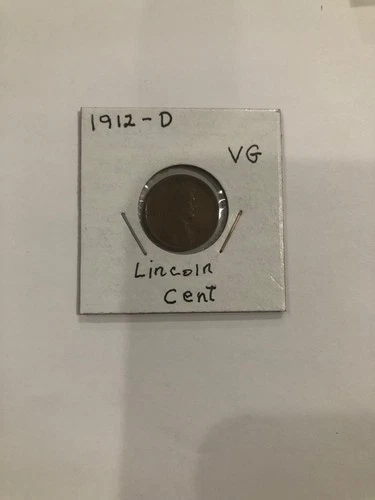 1912-D
VG
Lincoln
Cent